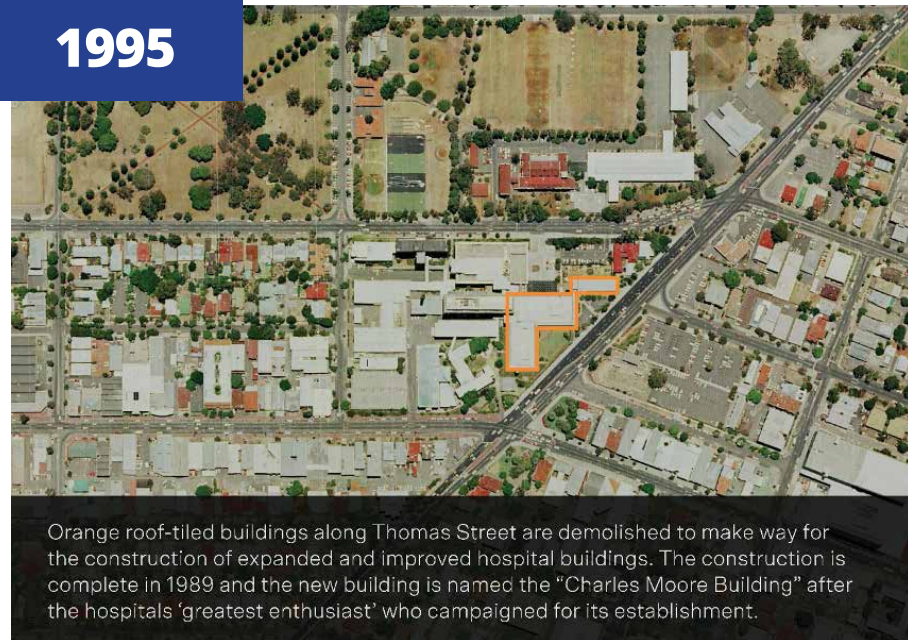 1995
Orange roof-tiled buildings along Thomas Street are demolished to make way for
the construction of expanded and improved hospital buildings. The construction is
complete in 1989 and the new building is named the “Charles Moore Building” after
the hospitals ‘greatest enthusiast’ who campaigned for its establishment.